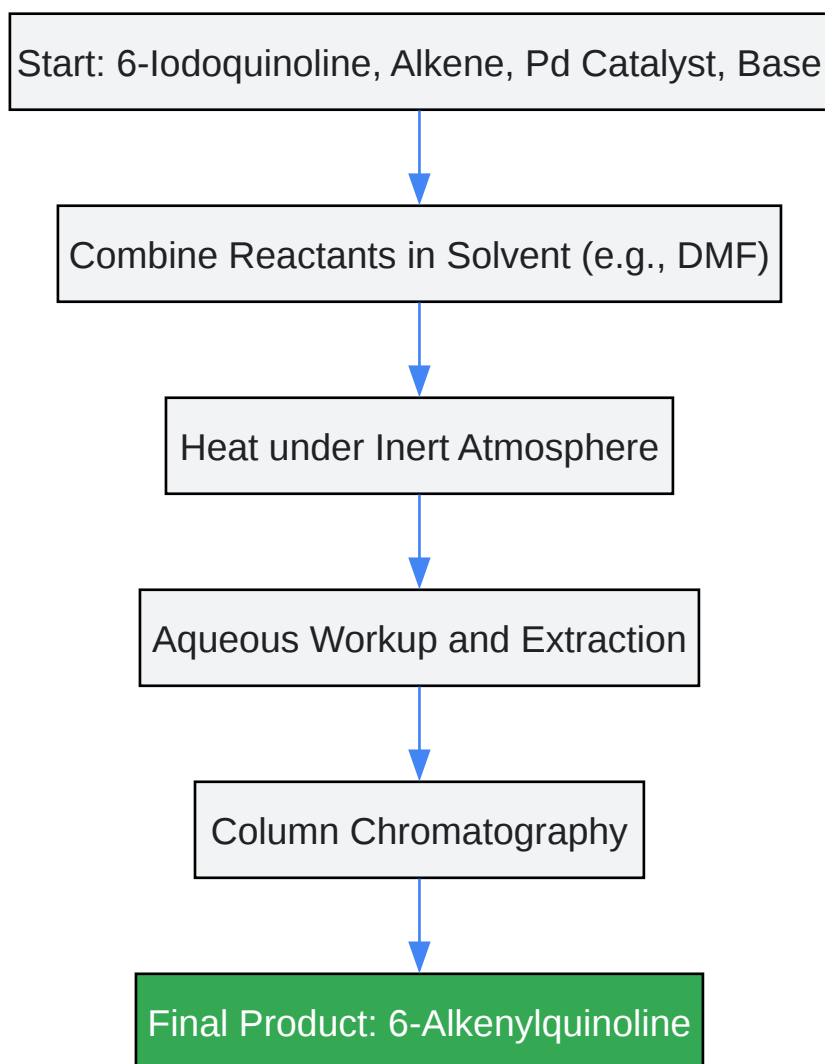 Start: 6-Iodoquinoline, Alkene, Pd Catalyst, Base
Combine Reactants in Solvent (e.g., DMF)
Heat under Inert Atmosphere
Aqueous Workup and Extraction
Column Chromatography
Final Product: 6-Alkenylquinoline